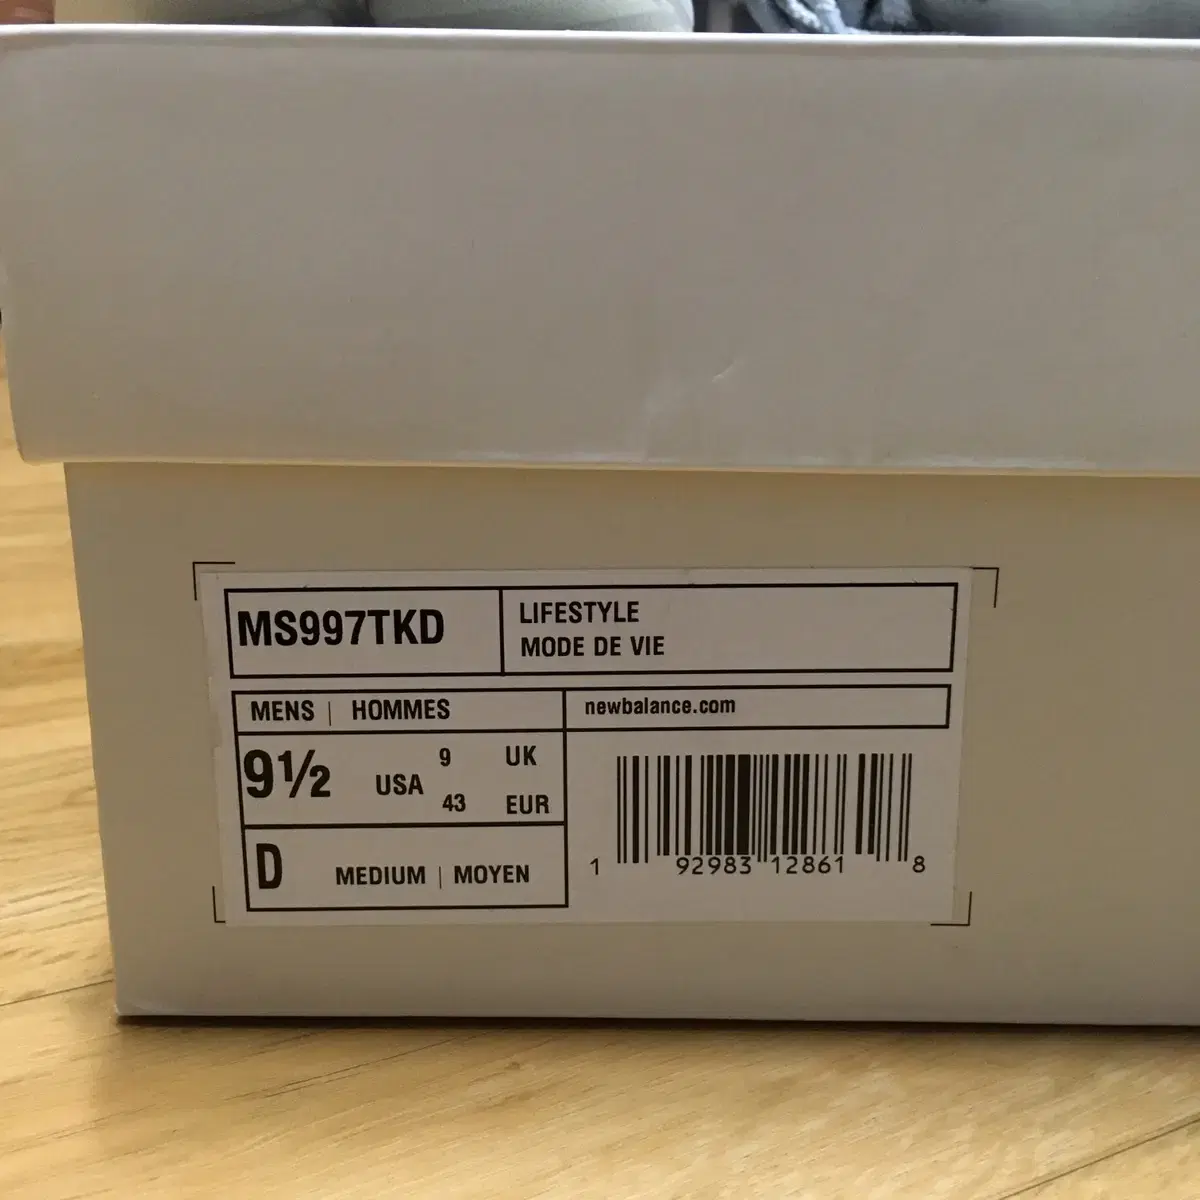 MS997TKD
LIFESTYLE
MODE DE VIE
MENS | HOMMES
newbalance.com
9½ USA 9 UK
43 EUR
D MEDIUM | MOYEN
1 92983 12861 8